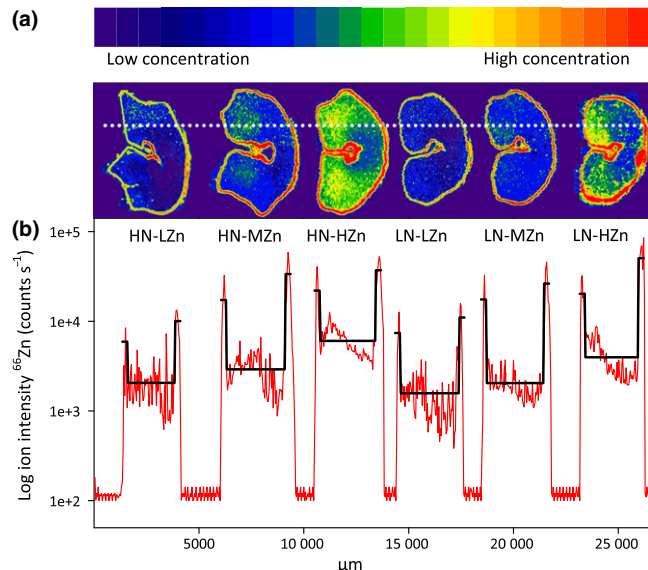 (a)
Low concentration High concentration
(b)
HN-LZn HN-MZn HN-HZn LN-LZn LN-MZn LN-HZn
Log ion intensity ⁶⁶Zn (counts s⁻¹)
1e+5
1e+4
1e+3
1e+2
5000 10 000 15 000 20 000 25 000
µm